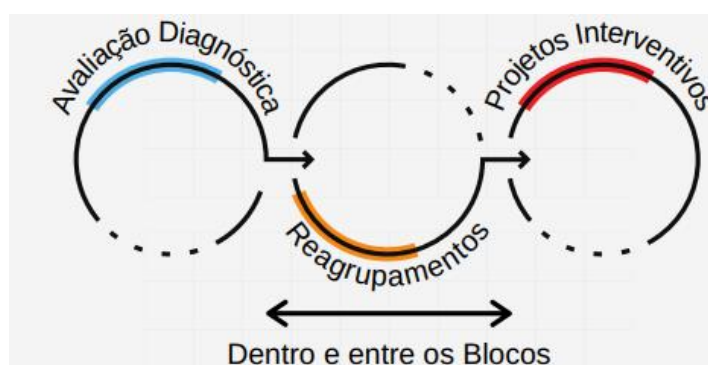 Avaliação Diagnóstica
Projetos Interventivos
Reagrupamentos
Dentro e entre os Blocos